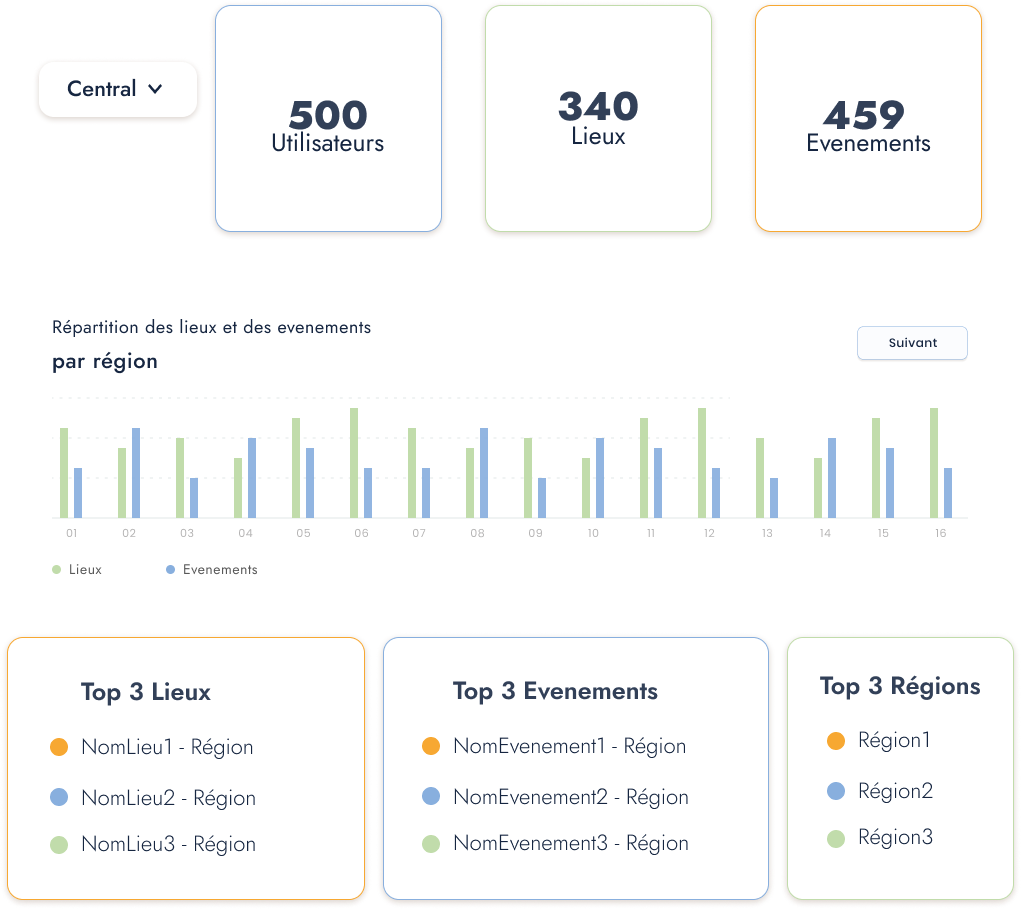 Central
500
Utilisateurs
340
Lieux
459
Evenements
Répartition des lieux et des evenements
par région
Suivant
01 02 03 04 05 06 07 08 09 10 11 12 13 14 15 16
Lieux Evenements
Top 3 Lieux
NomLieu1 - Région
NomLieu2 - Région
NomLieu3 - Région
Top 3 Evenements
NomEvenement1 - Région
NomEvenement2 - Région
NomEvenement3 - Région
Top 3 Régions
Région1
Région2
Région3